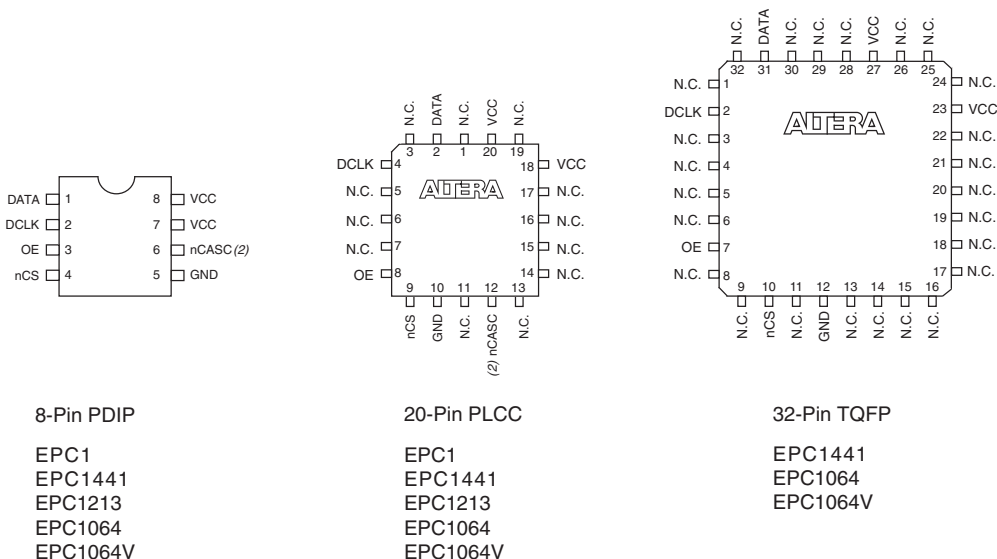 DATA 1 8 VCC
DCLK 2 7 VCC
OE 3 6 nCASC(2)
nCS 4 5 GND
8-Pin PDIP
EPC1
EPC1441
EPC1213
EPC1064
EPC1064V
N.C. DATA N.C. VCC N.C.
3 2 1 20 19
DCLK 4 18 VCC
ALTERA
N.C. 5 17 N.C.
N.C. 6 16 N.C.
N.C. 7 15 N.C.
OE 8 14 N.C.
9 10 11 12 13
nCS GND N.C. (2) nCASC N.C.
20-Pin PLCC
EPC1
EPC1441
EPC1213
EPC1064
EPC1064V
N.C. DATA N.C. N.C. N.C. VCC N.C. N.C.
32 31 30 29 28 27 26 25
N.C. 1 24 N.C.
DCLK 2 23 VCC
ALTERA
N.C. 3 22 N.C.
N.C. 4 21 N.C.
N.C. 5 20 N.C.
N.C. 6 19 N.C.
OE 7 18 N.C.
N.C. 8 17 N.C.
9 10 11 12 13 14 15 16
N.C. nCS N.C. GND N.C. N.C. N.C. N.C.
32-Pin TQFP
EPC1441
EPC1064
EPC1064V